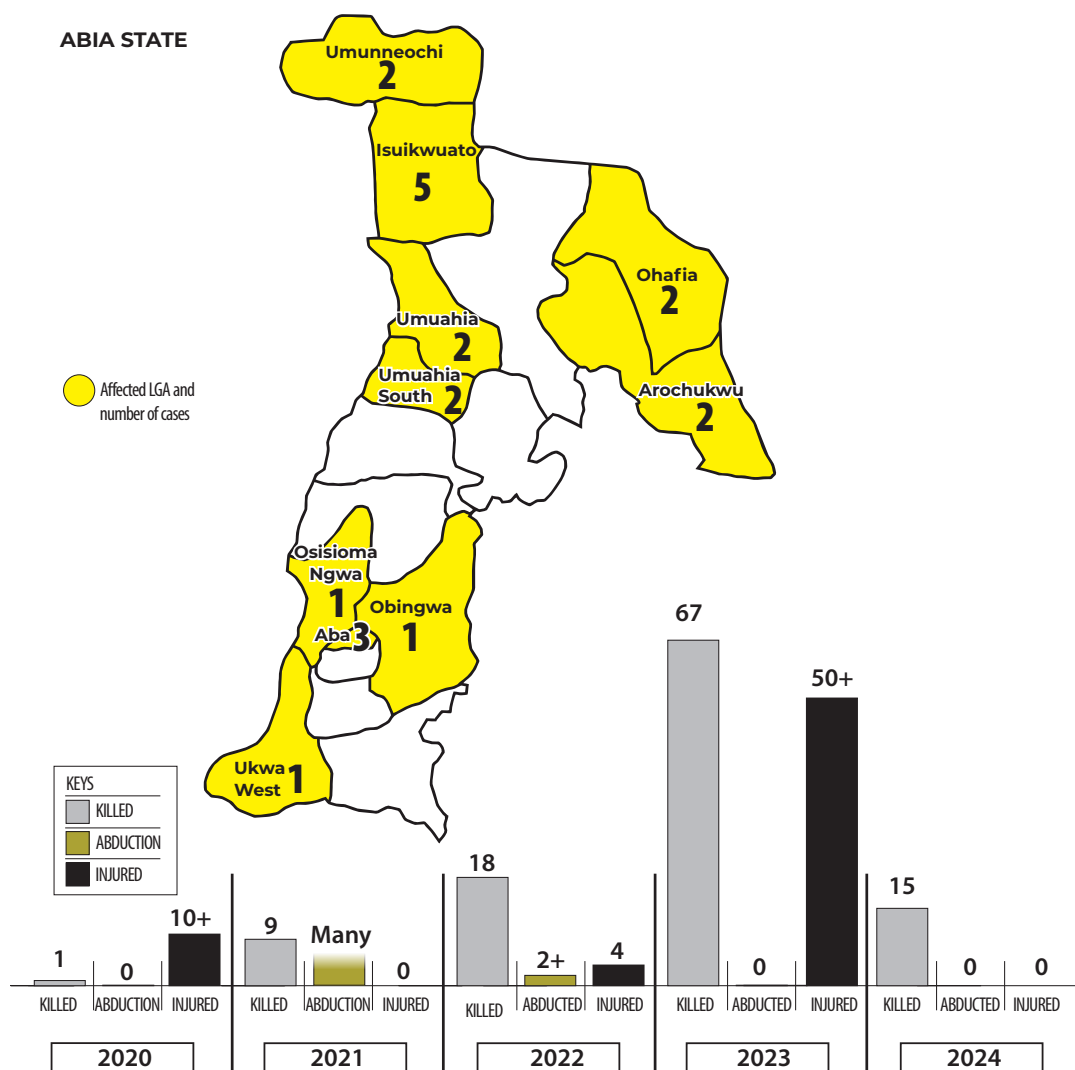 ABIA STATE
Umunneochi
2
Isuikwuato
5
Ohafia
2
Umuahia
2
Umuahia
South 2
Arochukwu
2
Affected LGA and
number of cases
Osisioma
Ngwa
1
Aba 3
Obingwa
1
Ukwa
West 1
KEYS
KILLED
ABDUCTION
INJURED
1 0 10+
KILLED ABDUCTION INJURED
2020
9 Many 0
KILLED ABDUCTION INJURED
2021
18 2+ 4
KILLED ABDUCTED INJURED
2022
67 0 50+
KILLED ABDUCTED INJURED
2023
15 0 0
KILLED ABDUCTED INJURED
2024